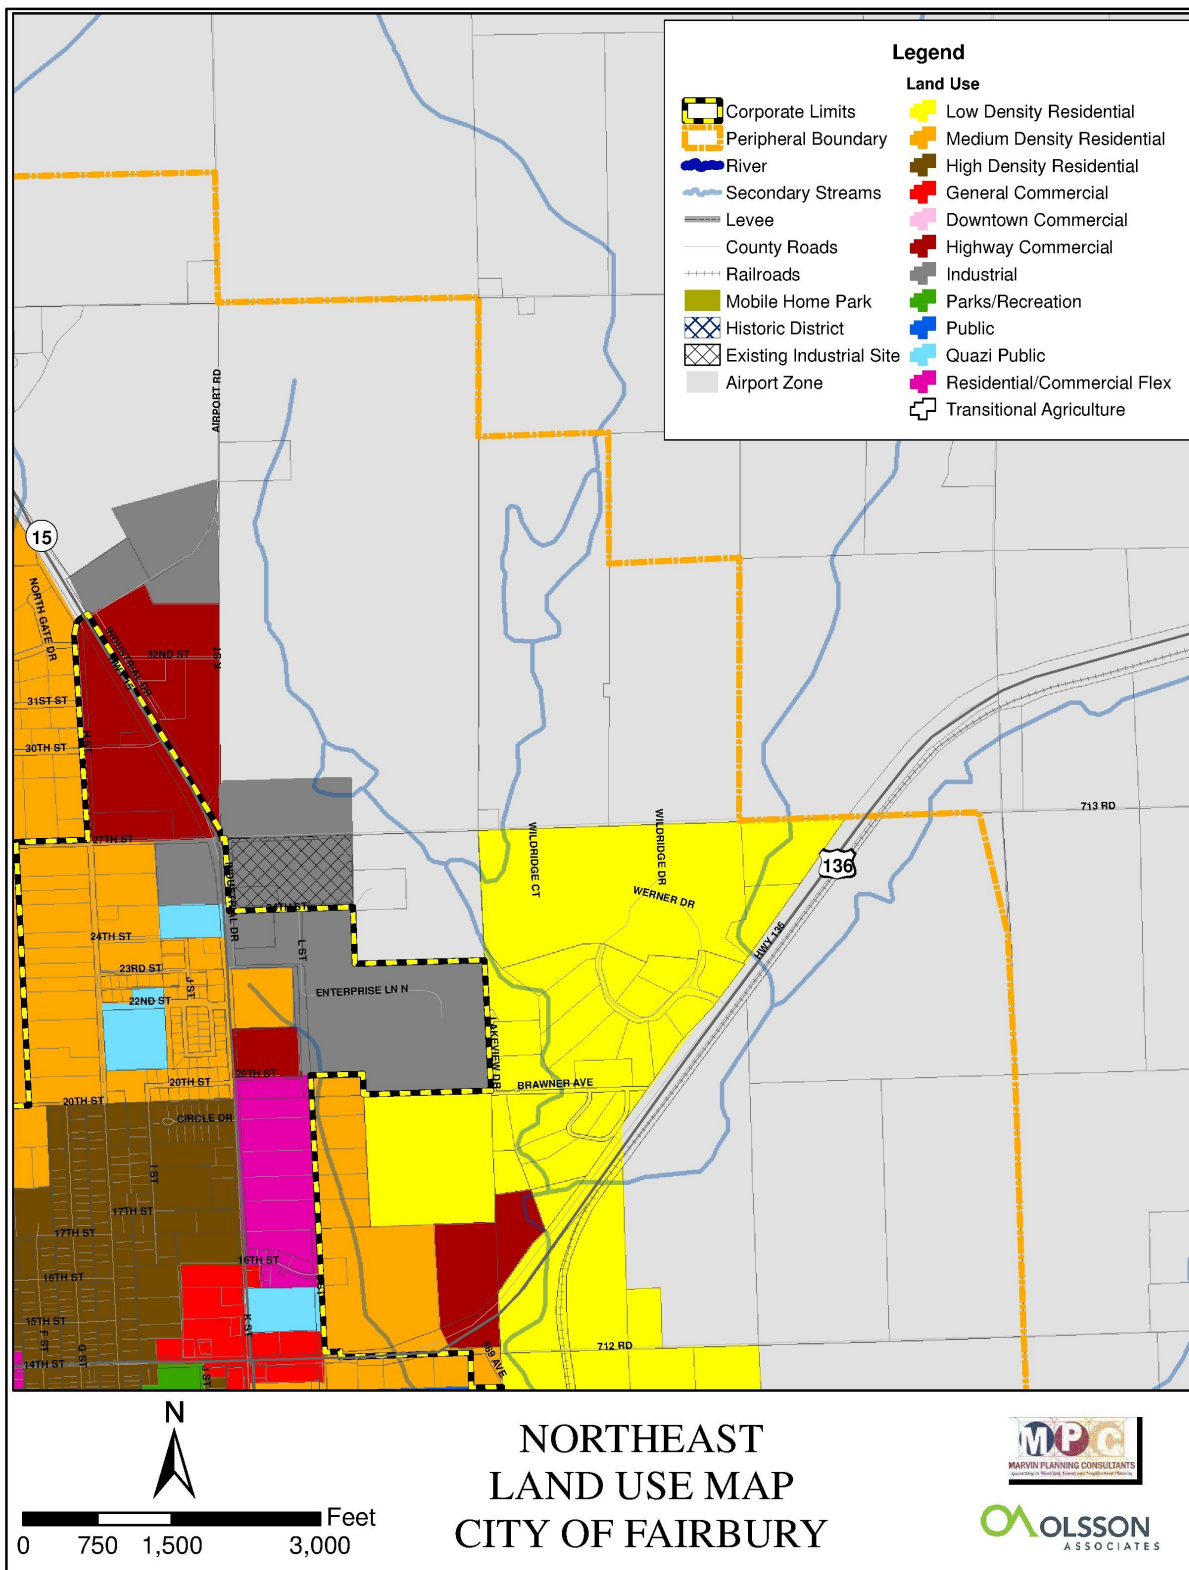 Legend
Land Use
Corporate Limits
Peripheral Boundary
River
Secondary Streams
Levee
County Roads
Railroads
Mobile Home Park
Historic District
Existing Industrial Site
Airport Zone
Low Density Residential
Medium Density Residential
High Density Residential
General Commercial
Downtown Commercial
Highway Commercial
Industrial
Parks/Recreation
Public
Quazi Public
Residential/Commercial Flex
Transitional Agriculture
AIRPORT RD
15
NORTH GATE DR
INDUSTRIAL DR
32ND ST
K ST
31ST ST
H ST
30TH ST
27TH ST
713 RD
WILDRIDGE CT
WILDRIDGE DR
136
WERNER DR
HWY 136
INDUSTRIAL DR
24TH ST
24TH ST
L ST
23RD ST
J ST
22ND ST
ENTERPRISE LN N
LAKEVIEW DR
20TH ST
20TH ST
20TH ST
BRAWNER AVE
CIRCLE DR
I ST
17TH ST
17TH ST
16TH ST
16TH ST
15TH ST
F ST
G ST
K ST
14TH ST
J ST
712 RD
569 AVE
N
Feet
0 750 1,500 3,000
NORTHEAST
LAND USE MAP
CITY OF FAIRBURY
MPC
MARVIN PLANNING CONSULTANTS
OLSSON
ASSOCIATES